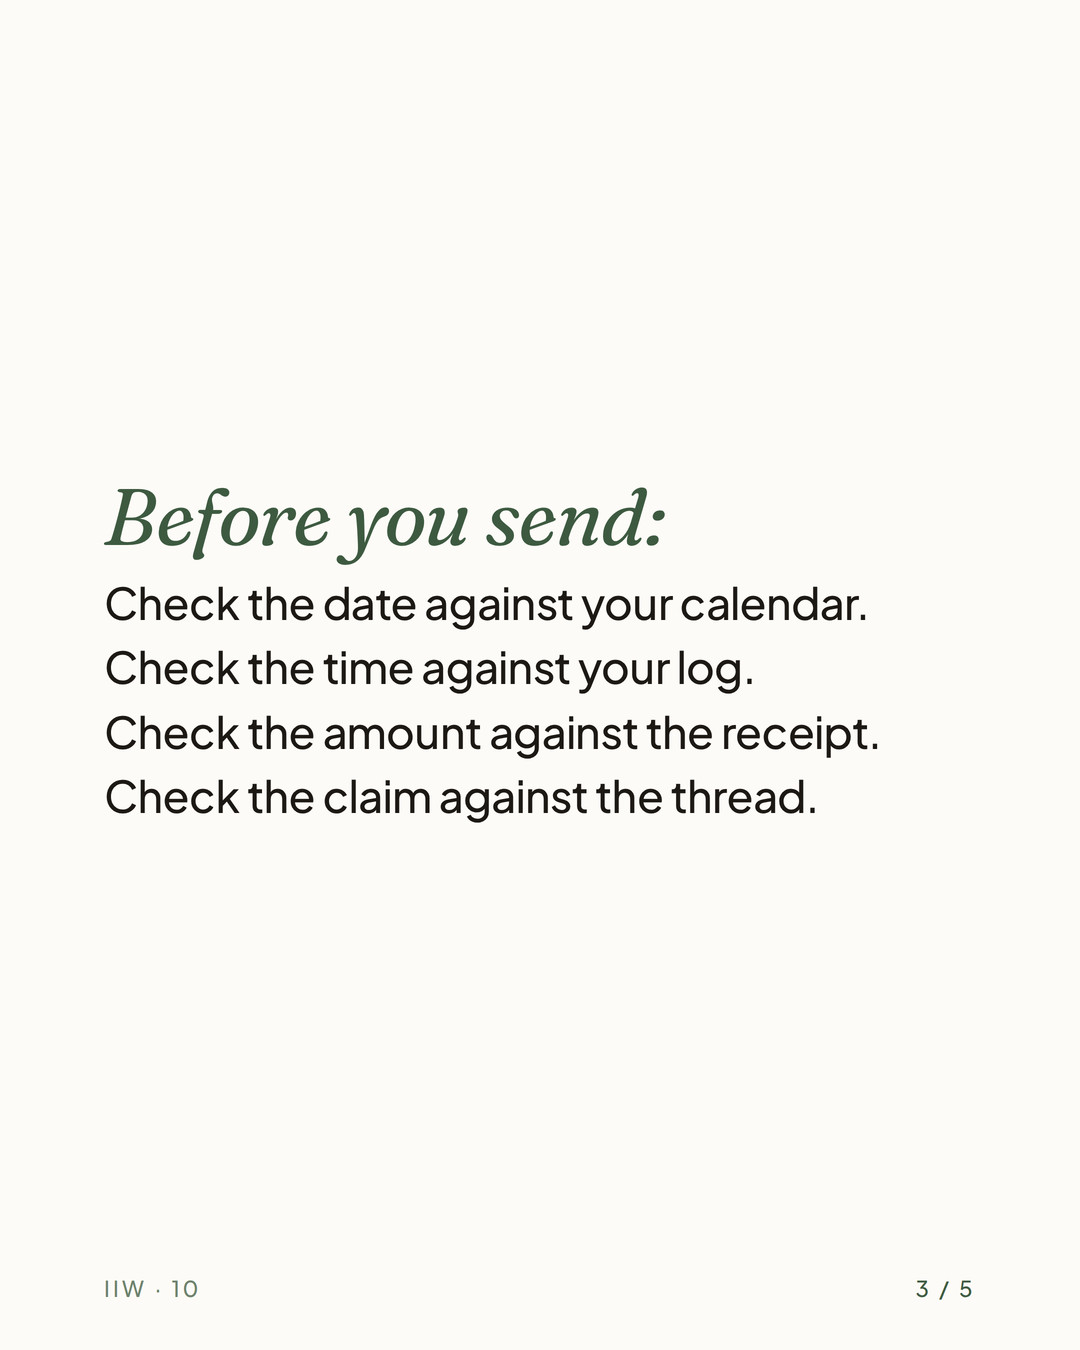 Before you send:
Check the date against your calendar.
Check the time against your log.
Check the amount against the receipt.
Check the claim against the thread.
IIW · 10
3 / 5